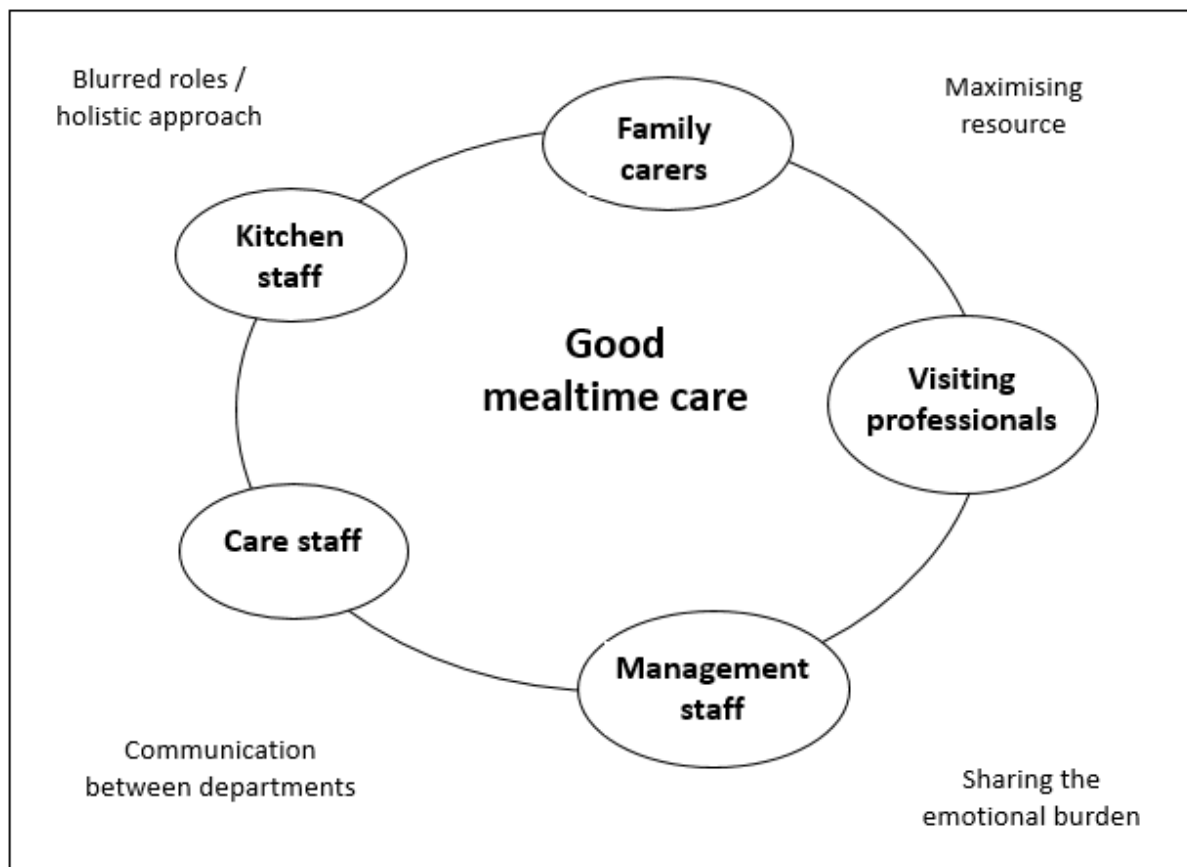 Blurred roles /
holistic approach
Maximising
resource
Family
carers
Kitchen
staff
Good
mealtime care
Visiting
professionals
Care staff
Management
staff
Communication
between departments
Sharing the
emotional burden